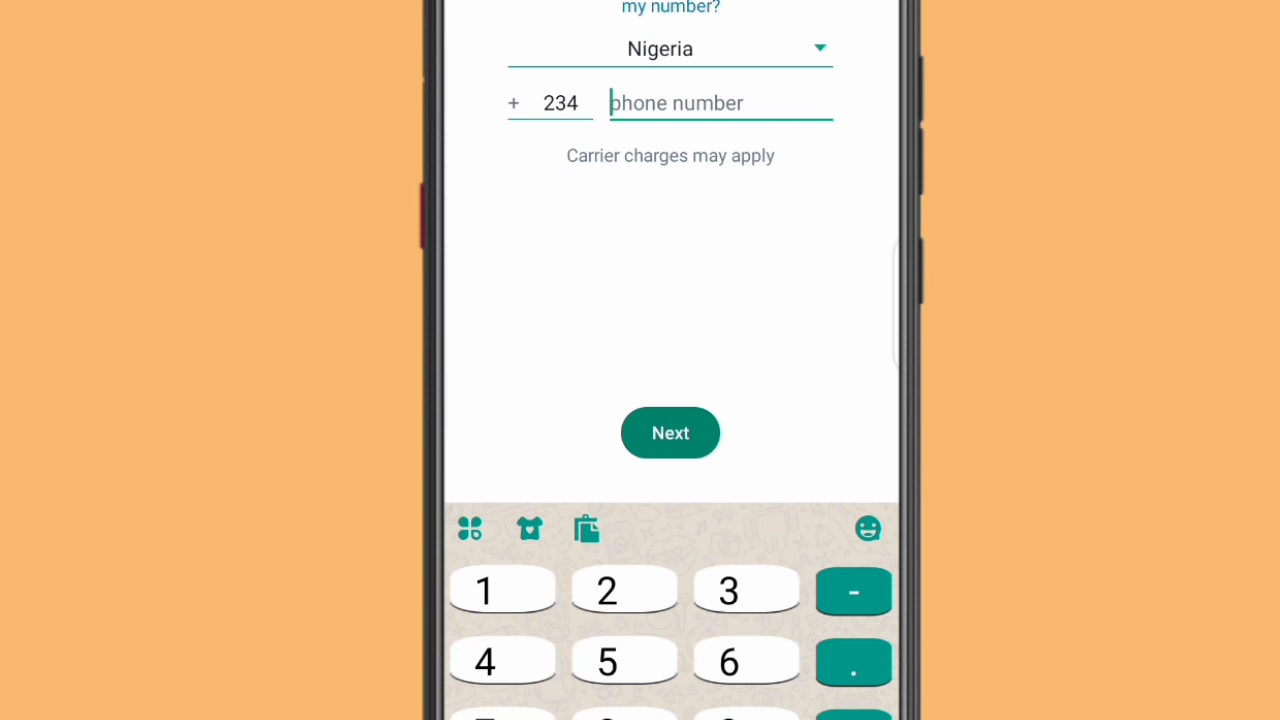 my number?
Nigeria
+ 234 phone number
Carrier charges may apply
Next
1 2 3 -
4 5 6 .